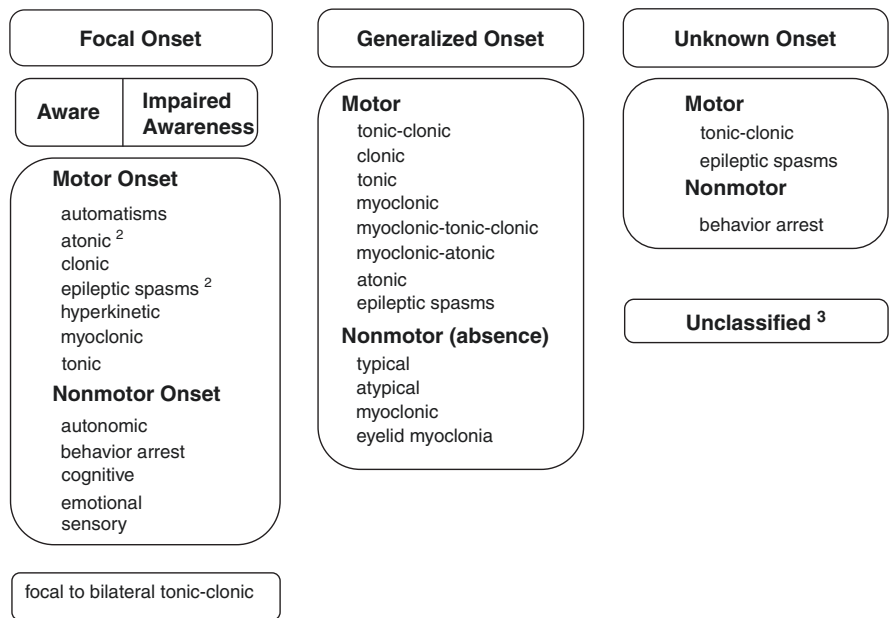 Focal Onset
Aware
Impaired
Awareness
Motor Onset
automatisms
atonic 2
clonic
epileptic spasms 2
hyperkinetic
myoclonic
tonic
Nonmotor Onset
autonomic
behavior arrest
cognitive
emotional
sensory
focal to bilateral tonic-clonic
Generalized Onset
Motor
tonic-clonic
clonic
tonic
myoclonic
myoclonic-tonic-clonic
myoclonic-atonic
atonic
epileptic spasms
Nonmotor (absence)
typical
atypical
myoclonic
eyelid myoclonia
Unknown Onset
Motor
tonic-clonic
epileptic spasms
Nonmotor
behavior arrest
Unclassified 3